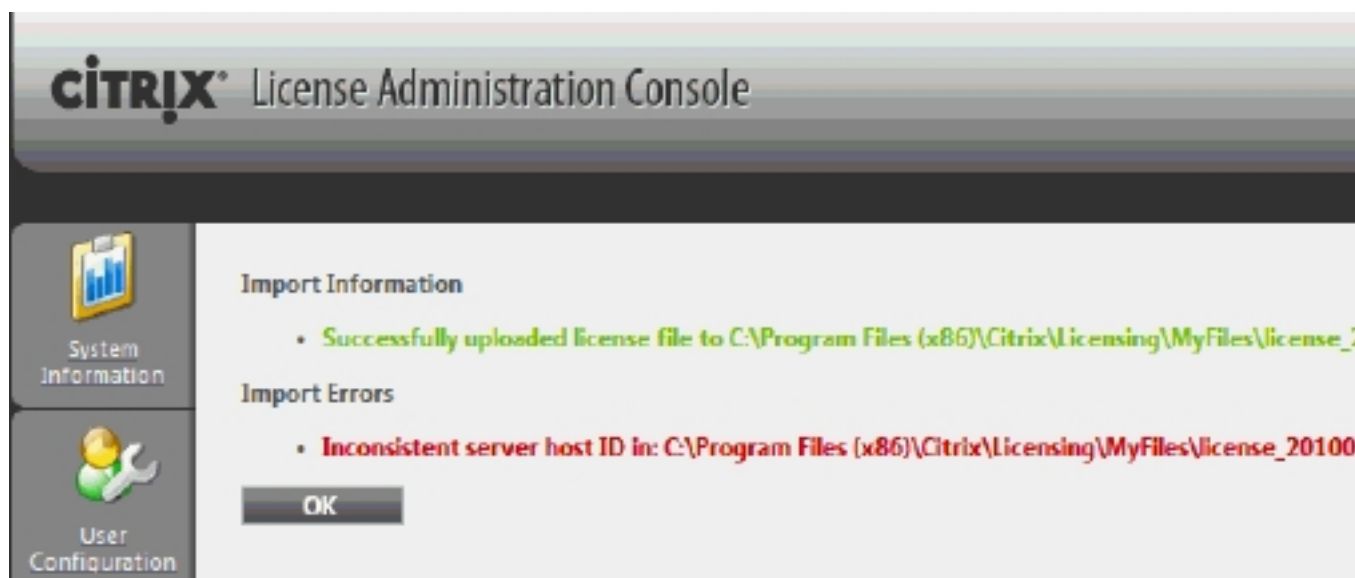 CiTRIX® License Administration Console
System
Information
Import Information
• Successfully uploaded license file to C:\Program Files (x86)\Citrix\Licensing\MyFiles\license_2
Import Errors
• Inconsistent server host ID in: C:\Program Files (x86)\Citrix\Licensing\MyFiles\license_20100
OK
User
Configuration